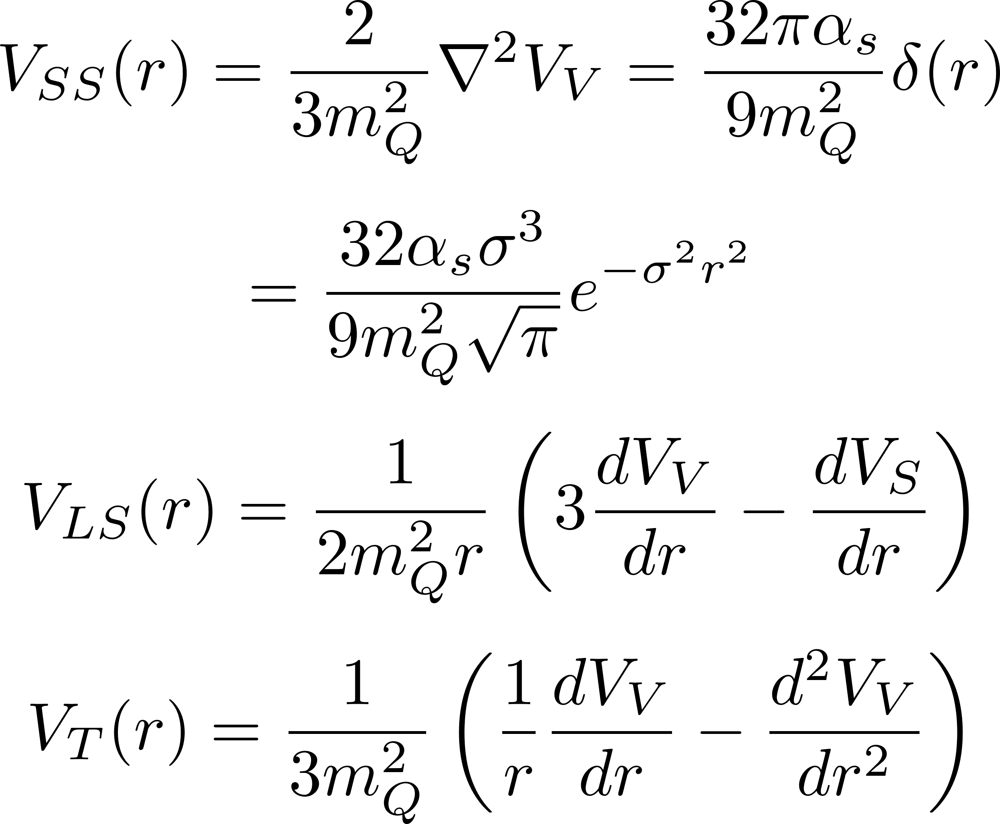 $V_{SS}(r) = \frac{2}{3m_Q^2} \nabla^2 V_V = \frac{32\pi\alpha_s}{9m_Q^2} \delta(r)$
$= \frac{32\alpha_s\sigma^3}{9m_Q^2\sqrt{\pi}} e^{-\sigma^2 r^2}$
$V_{LS}(r) = \frac{1}{2m_Q^2 r} \left( 3\frac{dV_V}{dr} - \frac{dV_S}{dr} \right)$
$V_T(r) = \frac{1}{3m_Q^2} \left( \frac{1}{r} \frac{dV_V}{dr} - \frac{d^2V_V}{dr^2} \right)$